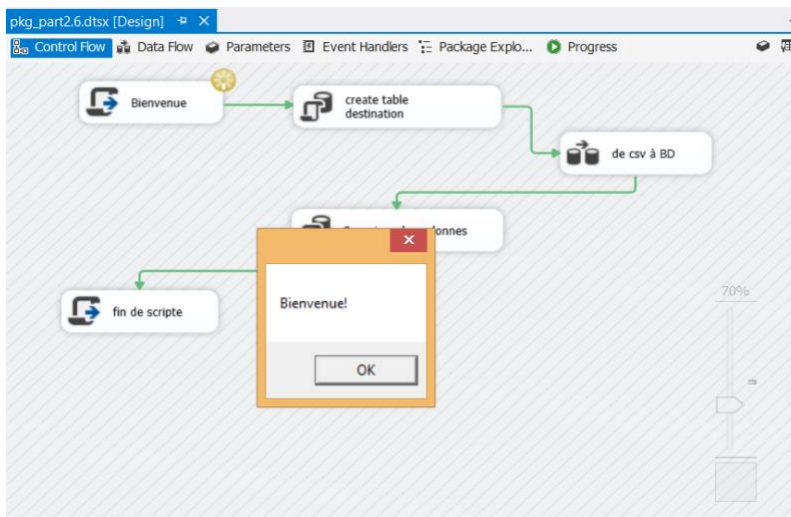 pkg_part2.6.dtsx [Design]
Control Flow Data Flow Parameters Event Handlers Package Explo... Progress
Bienvenue
create table
destination
de csv à BD
onnes
Bienvenue!
OK
fin de scripte
70%